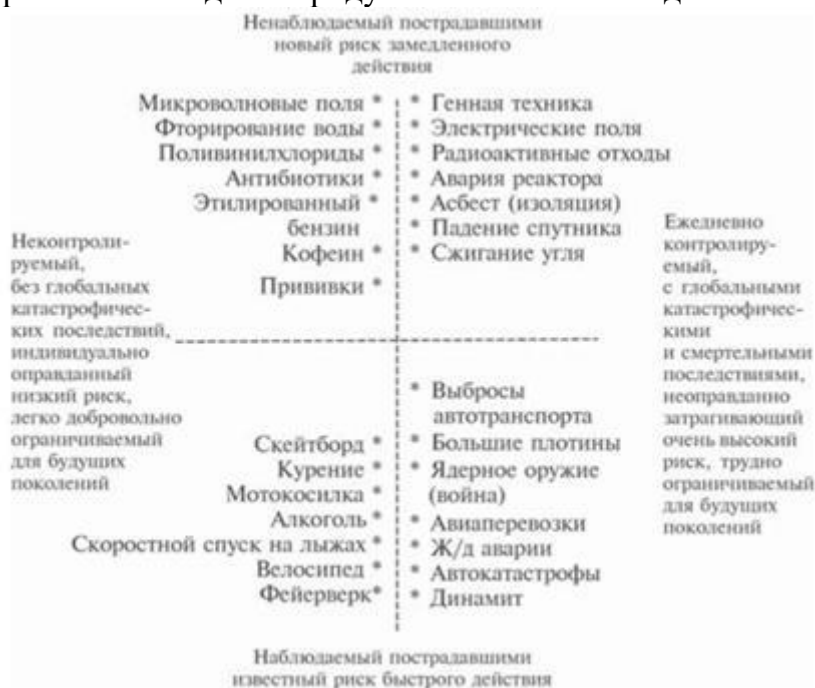 Ненаблюдаемый пострадавшими
новый риск замедленного
действия
Микроволновые поля * * Генная техника
Фторирование воды * * Электрические поля
Поливинилхлориды * * Радиоактивные отходы
Антибиотики * * Авария реактора
Этилированный * * Асбест (изоляция)
бензин * Падение спутника
Кофеин * * Сжигание угля
Прививки *
Неконтроли-
руемый,
без глобальных
катастрофичес-
ких последствий,
индивидуально
оправданный
низкий риск,
легко добровольно
ограничиваемый
для будущих
поколений
Ежедневно
контролиру-
емый,
с глобальными
катастрофичес-
кими
и смертельными
последствиями,
неоправданно
затрагивающий
очень высокий
риск, трудно
ограничиваемый
для будущих
поколений
* Выбросы
автотранспорта
Скейтборд * * Большие плотины
Курение * * Ядерное оружие
Мотокосилка * (война)
Алкоголь * * Авиаперевозки
Скоростной спуск на лыжах * * Ж/д аварии
Велосипед * * Автокатастрофы
Фейерверк* * Динамит
Наблюдаемый пострадавшими
известный риск быстрого действия